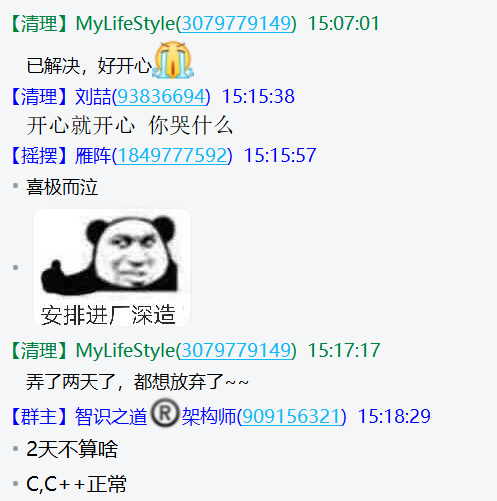 【清理】MyLifeStyle(3079779149) 15:07:01
已解决，好开心
【清理】刘喆(93836694) 15:15:38
开心就开心 你哭什么
【摇摆】雁阵(1849777592) 15:15:57
喜极而泣
安排进厂深造
【清理】MyLifeStyle(3079779149) 15:17:17
弄了两天了，都想放弃了~~
【群主】智识之道®架构师(909156321) 15:18:29
2天不算啥
C,C++正常